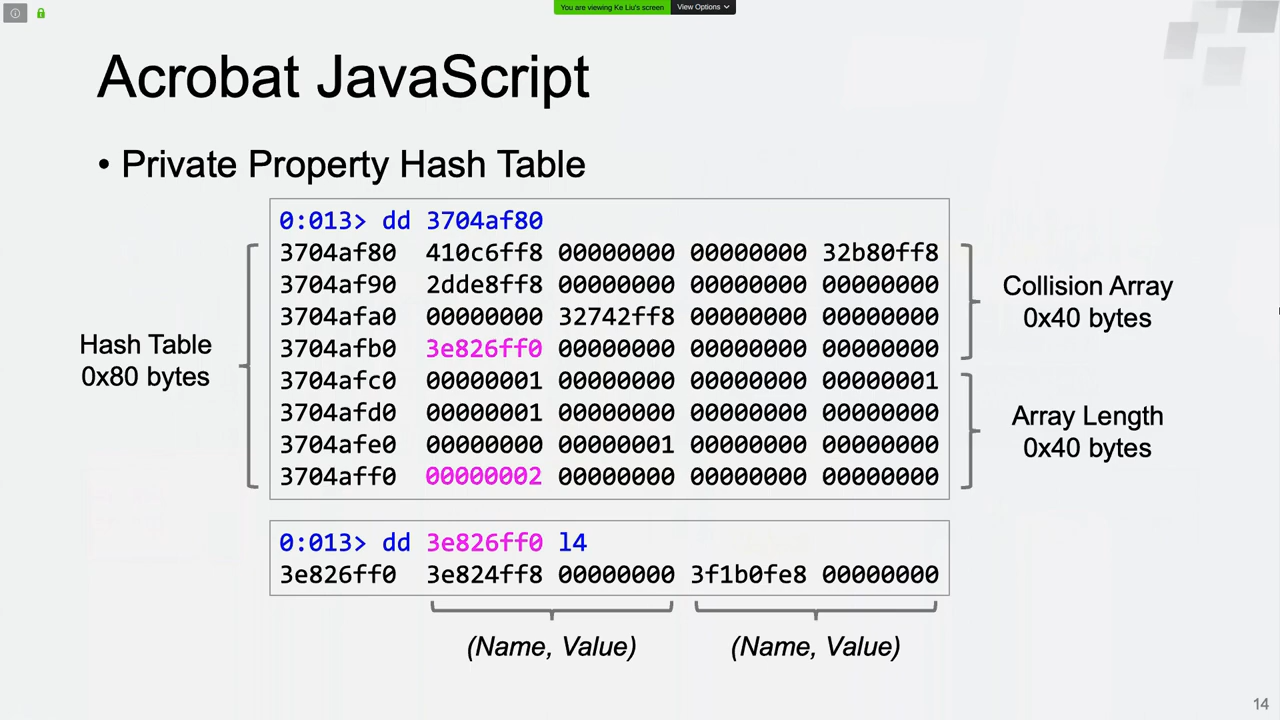 You are viewing Ke Liu's screen View Options
Acrobat JavaScript
• Private Property Hash Table
0:013> dd 3704af80
3704af80 410c6ff8 00000000 00000000 32b80ff8
3704af90 2dde8ff8 00000000 00000000 00000000
3704afa0 00000000 32742ff8 00000000 00000000
3704afb0 3e826ff0 00000000 00000000 00000000
3704afc0 00000001 00000000 00000000 00000001
3704afd0 00000001 00000000 00000000 00000000
3704afe0 00000000 00000001 00000000 00000000
3704aff0 00000002 00000000 00000000 00000000
Hash Table
0x80 bytes
Collision Array
0x40 bytes
Array Length
0x40 bytes
0:013> dd 3e826ff0 l4
3e826ff0 3e824ff8 00000000 3f1b0fe8 00000000
(Name, Value) (Name, Value)
14